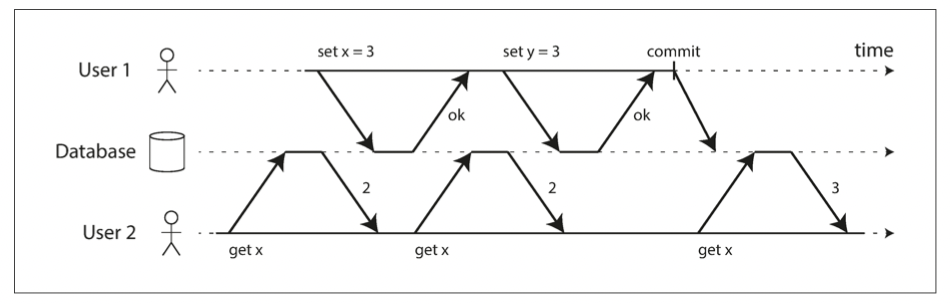 set x = 3 set y = 3 commit time
User 1
ok ok
Database
2 2 3
User 2
get x get x get x